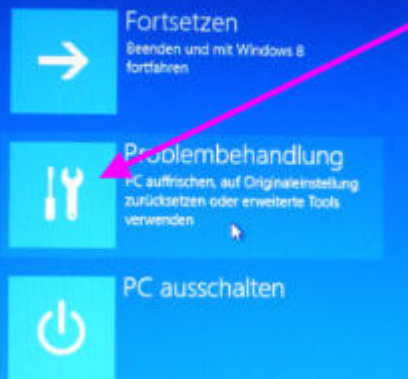 Fortsetzen
Beenden und mit Windows 8
fortfahren
Problembehandlung
PC auffrischen, auf Originaleinstellung
zurücksetzen oder erweiterte Tools
verwenden
PC ausschalten